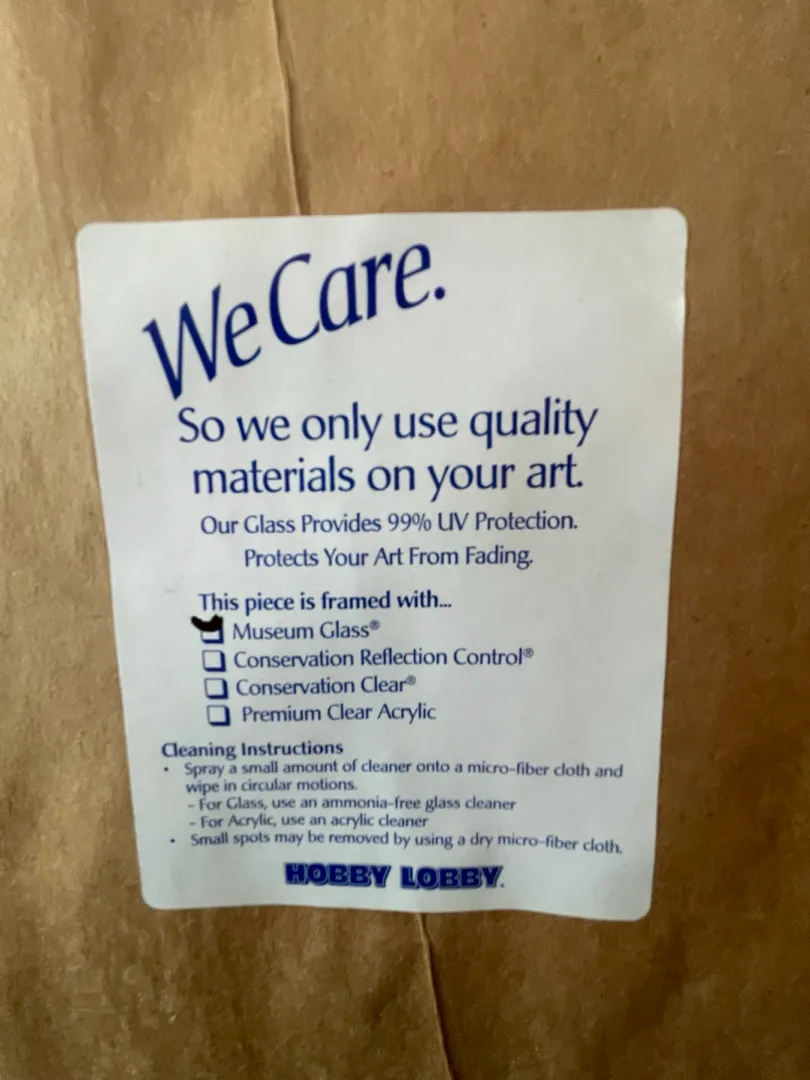 We Care.
So we only use quality
materials on your art.
Our Glass Provides 99% UV Protection.
Protects Your Art From Fading.
This piece is framed with...
Museum Glass®
Conservation Reflection Control®
Conservation Clear®
Premium Clear Acrylic
Cleaning Instructions
• Spray a small amount of cleaner onto a micro-fiber cloth and
wipe in circular motions.
- For Glass, use an ammonia-free glass cleaner
- For Acrylic, use an acrylic cleaner
• Small spots may be removed by using a dry micro-fiber cloth.
HOBBY LOBBY.